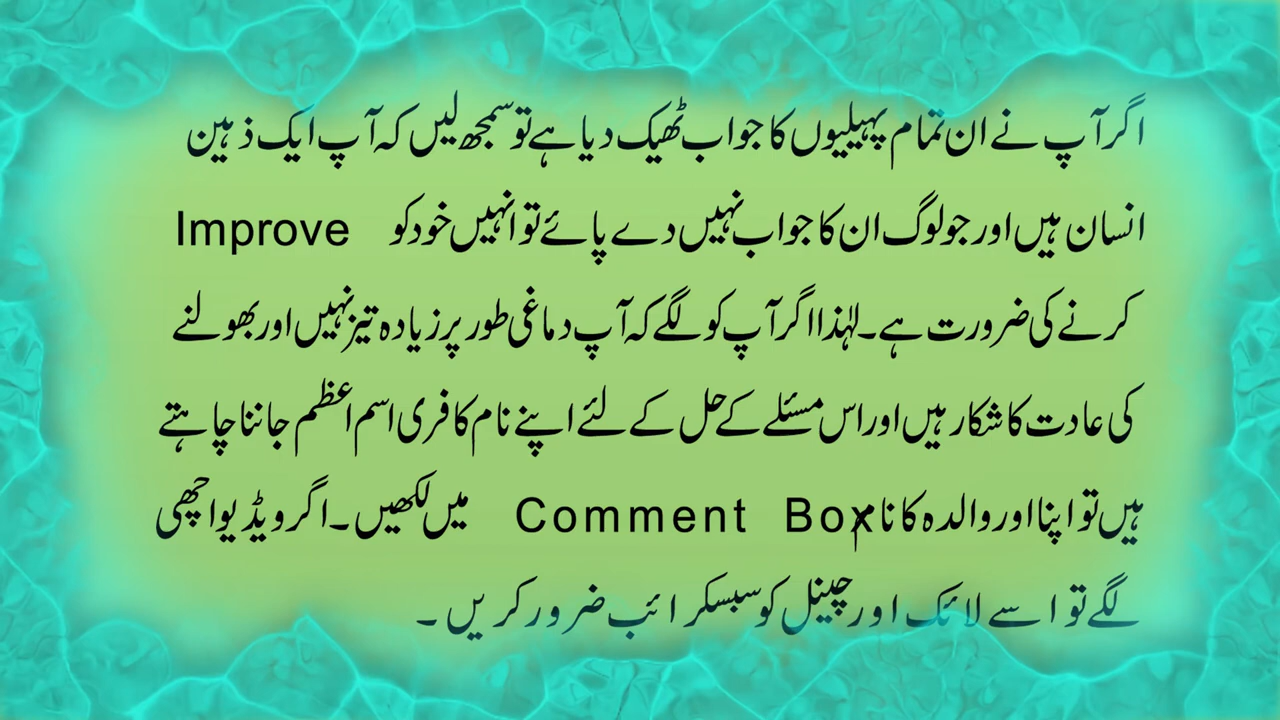 اگر آپ نے ان تمام پہیلیوں کا جواب ٹھیک دیا ہے تو سمجھ لیں کہ آپ ایک ذہین
انسان ہیں اور جو لوگ ان کا جواب نہیں دے پائے تو انہیں خود کو Improve
کرنے کی ضرورت ہے۔ لہٰذا اگر آپ کو لگے کہ آپ دماغی طور پر زیادہ تیز نہیں اور بھولنے
کی عادت کا شکار ہیں اور اس مسئلے کے حل کے لئے اپنے نام کا فری اسم اعظم جاننا چاہتے
ہیں تو اپنا اور والدہ کا نام Comment Box میں لکھیں۔ اگر ویڈیو اچھی
لگے تو اسے لائک اور چینل کو سبسکرائب ضرور کریں۔